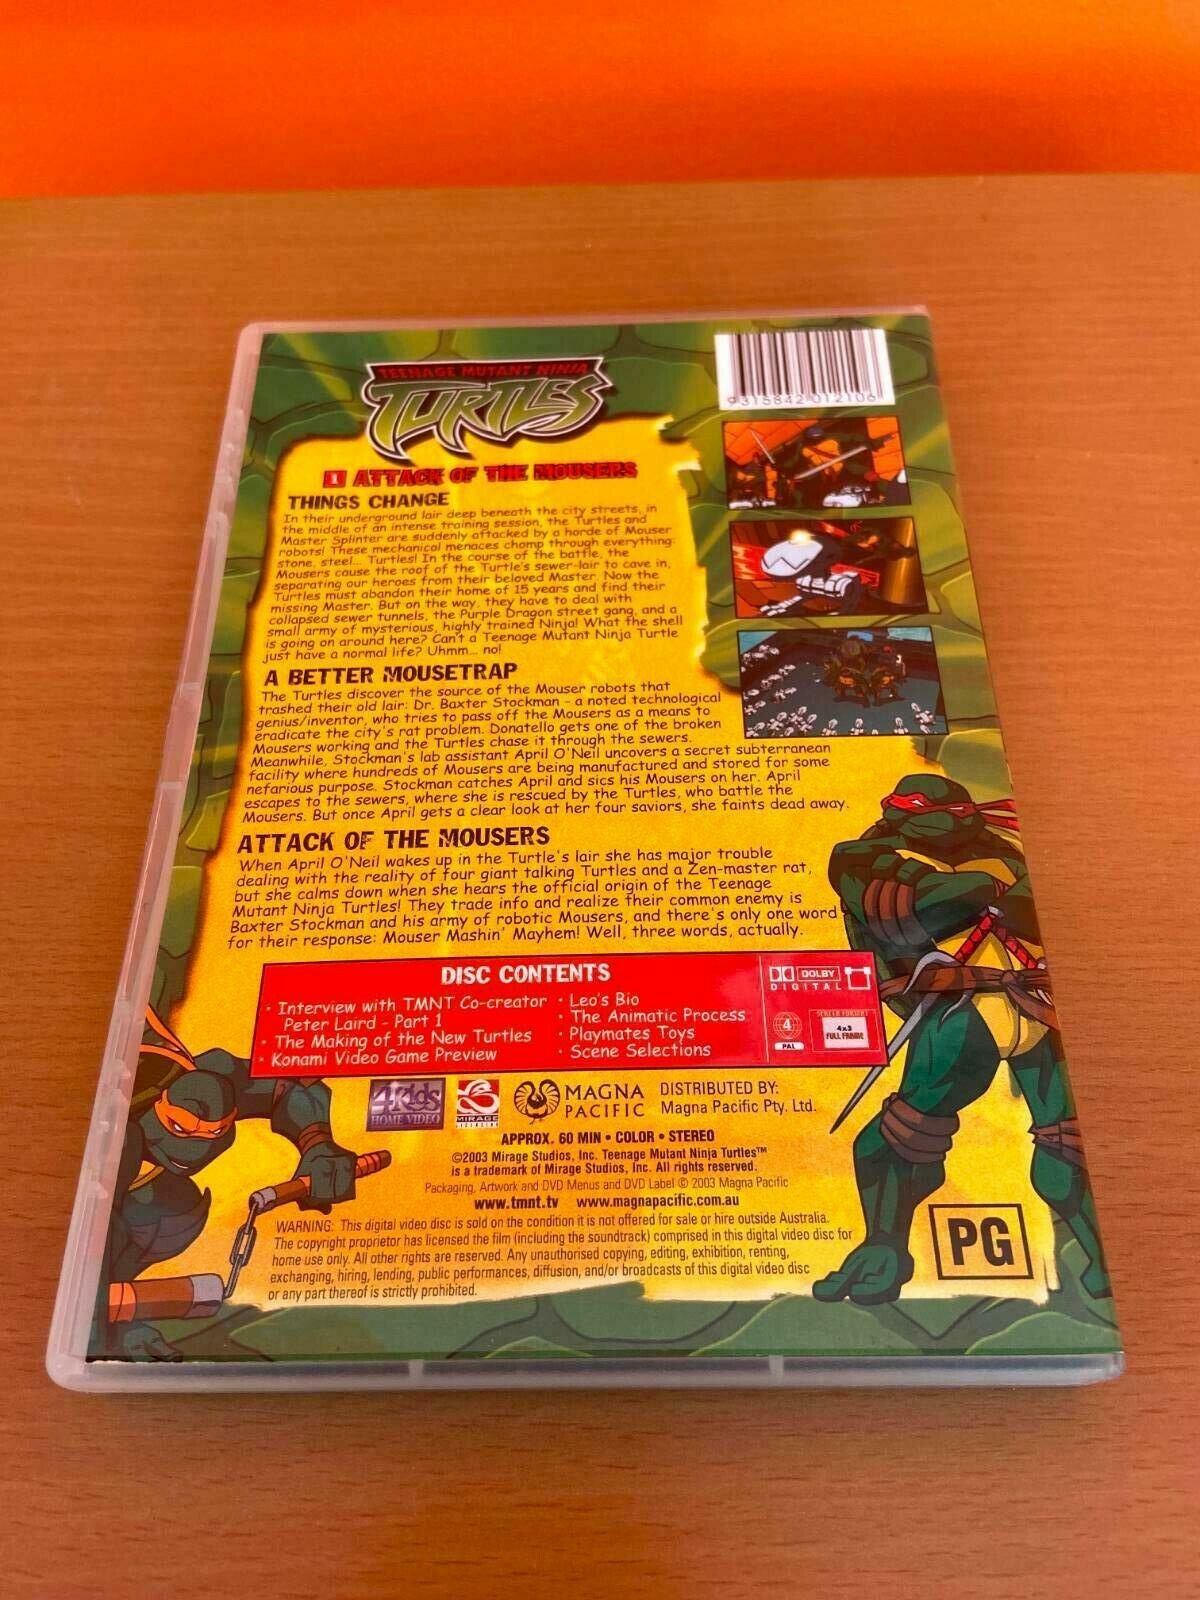 TEENAGE MUTANT NINJA
TURTLES
9315842012106
1 ATTACK OF THE MOUSERS
THINGS CHANGE
In their underground lair deep beneath the city streets, in
the middle of an intense training session, the Turtles and
Master Splinter are suddenly attacked by a horde of Mouser
robots! These mechanical menaces chomp through everything:
stone, steel... Turtles! In the course of the battle, the
Mousers cause the roof of the Turtle's sewer-lair to cave in,
separating our heroes from their beloved Master. Now the
Turtles must abandon their home of 15 years and find their
missing Master. But on the way, they have to deal with
collapsed sewer tunnels, the Purple Dragon street gang, and a
small army of mysterious, highly trained Ninja! What the shell
is going on around here? Can't a Teenage Mutant Ninja Turtle
just have a normal life? Uhmm... no!
A BETTER MOUSETRAP
The Turtles discover the source of the Mouser robots that
trashed their old lair: Dr. Baxter Stockman - a noted technological
genius/inventor, who tries to pass off the Mousers as a means to
eradicate the city's rat problem. Donatello gets one of the broken
Mousers working and the Turtles chase it through the sewers.
Meanwhile, Stockman's lab assistant April O'Neil uncovers a secret subterranean
facility where hundreds of Mousers are being manufactured and stored for some
nefarious purpose. Stockman catches April and sics his Mousers on her. April
escapes to the sewers, where she is rescued by the Turtles, who battle the
Mousers. But once April gets a clear look at her four saviors, she faints dead away.
ATTACK OF THE MOUSERS
When April O'Neil wakes up in the Turtle's lair she has major trouble
dealing with the reality of four giant talking Turtles and a Zen-master rat,
but she calms down when she hears the official origin of the Teenage
Mutant Ninja Turtles! They trade info and realize their common enemy is
Baxter Stockman and his army of robotic Mousers, and there's only one word
for their response: Mouser Mashin' Mayhem! Well, three words, actually.
DISC CONTENTS
• Interview with TMNT Co-creator
Peter Laird - Part 1
• The Making of the New Turtles
• Konami Video Game Preview
• Leo's Bio
• The Animatic Process
• Playmates Toys
• Scene Selections
DOLBY
DIGITAL
4
PAL
SCREEN FORMAT
4x3
FULL FRAME
4Kids
HOME VIDEO
MIRAGE
LICENSING
MAGNA
PACIFIC
DISTRIBUTED BY:
Magna Pacific Pty. Ltd.
APPROX. 60 MIN • COLOR • STEREO
©2003 Mirage Studios, Inc. Teenage Mutant Ninja Turtles™
is a trademark of Mirage Studios, Inc. All rights reserved.
Packaging, Artwork and DVD Menus and DVD Label © 2003 Magna Pacific
www.tmnt.tv www.magnapacific.com.au
WARNING: This digital video disc is sold on the condition it is not offered for sale or hire outside Australia.
The copyright proprietor has licensed the film (including the soundtrack) comprised in this digital video disc for
home use only. All other rights are reserved. Any unauthorised copying, editing, exhibition, renting,
exchanging, hiring, lending, public performances, diffusion, and/or broadcasts of this digital video disc
or any part thereof is strictly prohibited.
PG